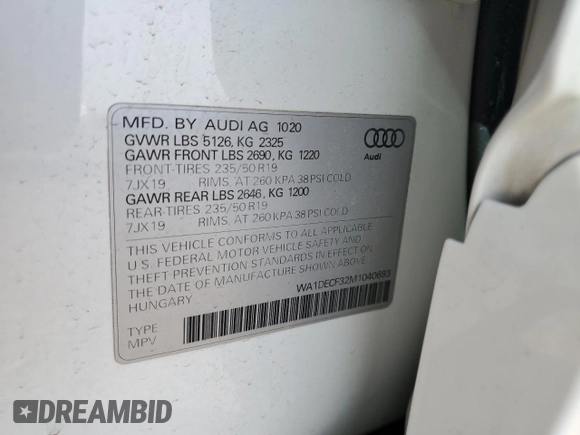 MFD. BY AUDI AG 10 20
GVWR LBS 5126, KG 2325
GAWR FRONT LBS 2690, KG 1220
FRONT-TIRES 235/50 R19
7JX19 RIMS, AT 260 KPA 38 PSI COLD
GAWR REAR LBS 2646, KG 1200
REAR-TIRES 235/50 R19
7JX19 RIMS, AT 260 KPA 38 PSI COLD
THIS VEHICLE CONFORMS TO ALL APPLICABLE
U.S. FEDERAL MOTOR VEHICLE SAFETY AND
THEFT PREVENTION STANDARDS IN EFFECT ON
THE DATE OF MANUFACTURE SHOWN ABOVE
HUNGARY
WA1DECF32M1040693
TYPE
MPV
Audi
DREAMBID